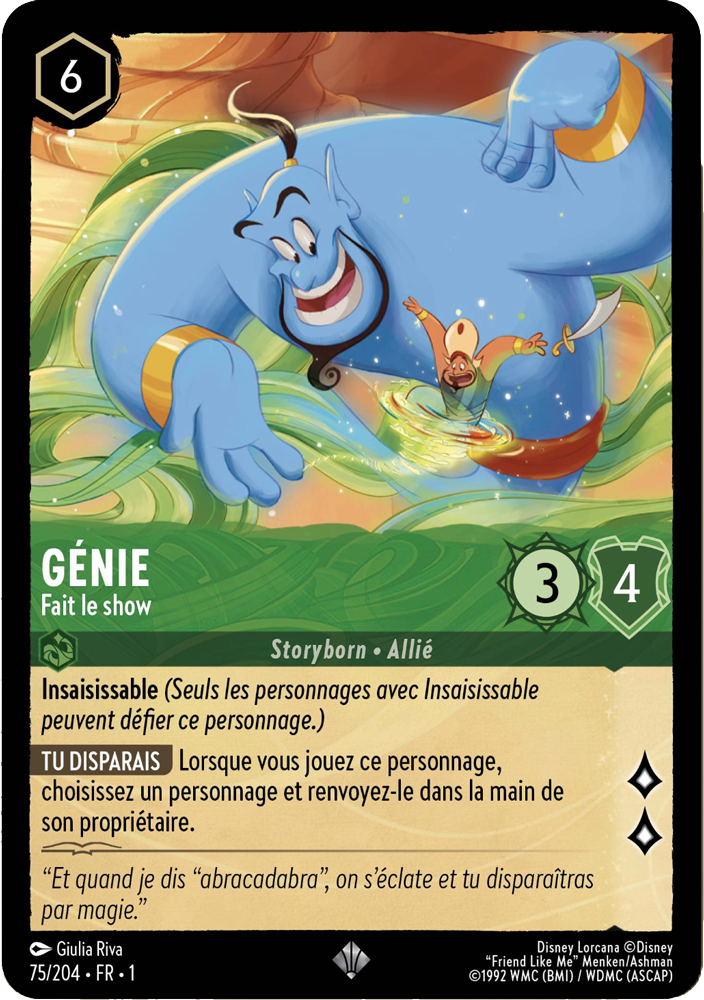 6
GÉNIE
Fait le show
3
4
Storyborn • Allié
Insaisissable (Seuls les personnages avec Insaisissable
peuvent défier ce personnage.)
TU DISPARAIS Lorsque vous jouez ce personnage,
choisissez un personnage et renvoyez-le dans la main de
son propriétaire.
“Et quand je dis “abracadabra”, on s’éclate et tu disparaîtras
par magie.”
Giulia Riva
75/204 • FR • 1
Disney Lorcana ©Disney
“Friend Like Me” Menken/Ashman
©1992 WMC (BMI) / WDMC (ASCAP)